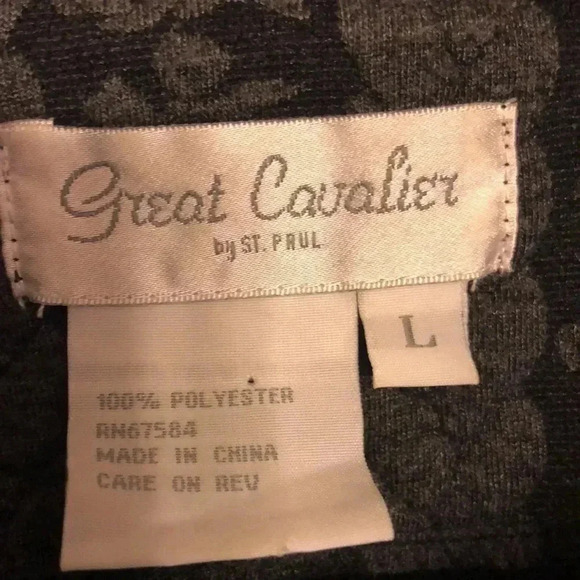 Great Cavalier
by ST. PAUL
L
100% POLYESTER
RN67584
MADE IN CHINA
CARE ON REV